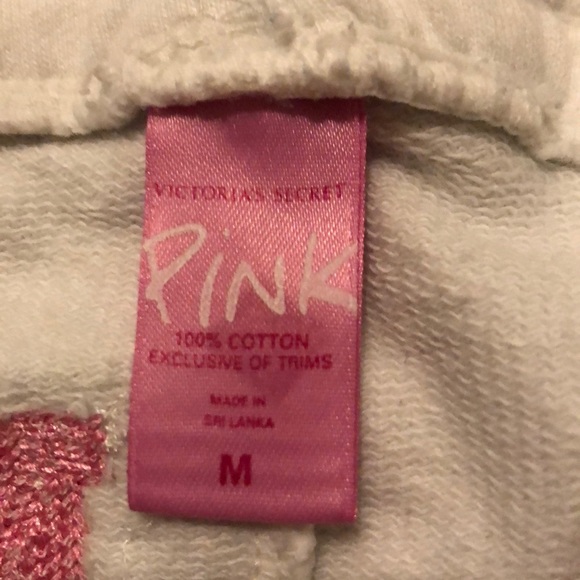 VICTORIA'S SECRET
PINK
100% COTTON
EXCLUSIVE OF TRIMS
MADE IN
SRI LANKA
M